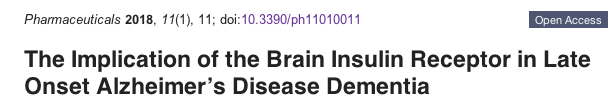 Pharmaceuticals 2018, 11(1), 11; doi:10.3390/ph11010011 Open Access
The Implication of the Brain Insulin Receptor in Late
Onset Alzheimer’s Disease Dementia